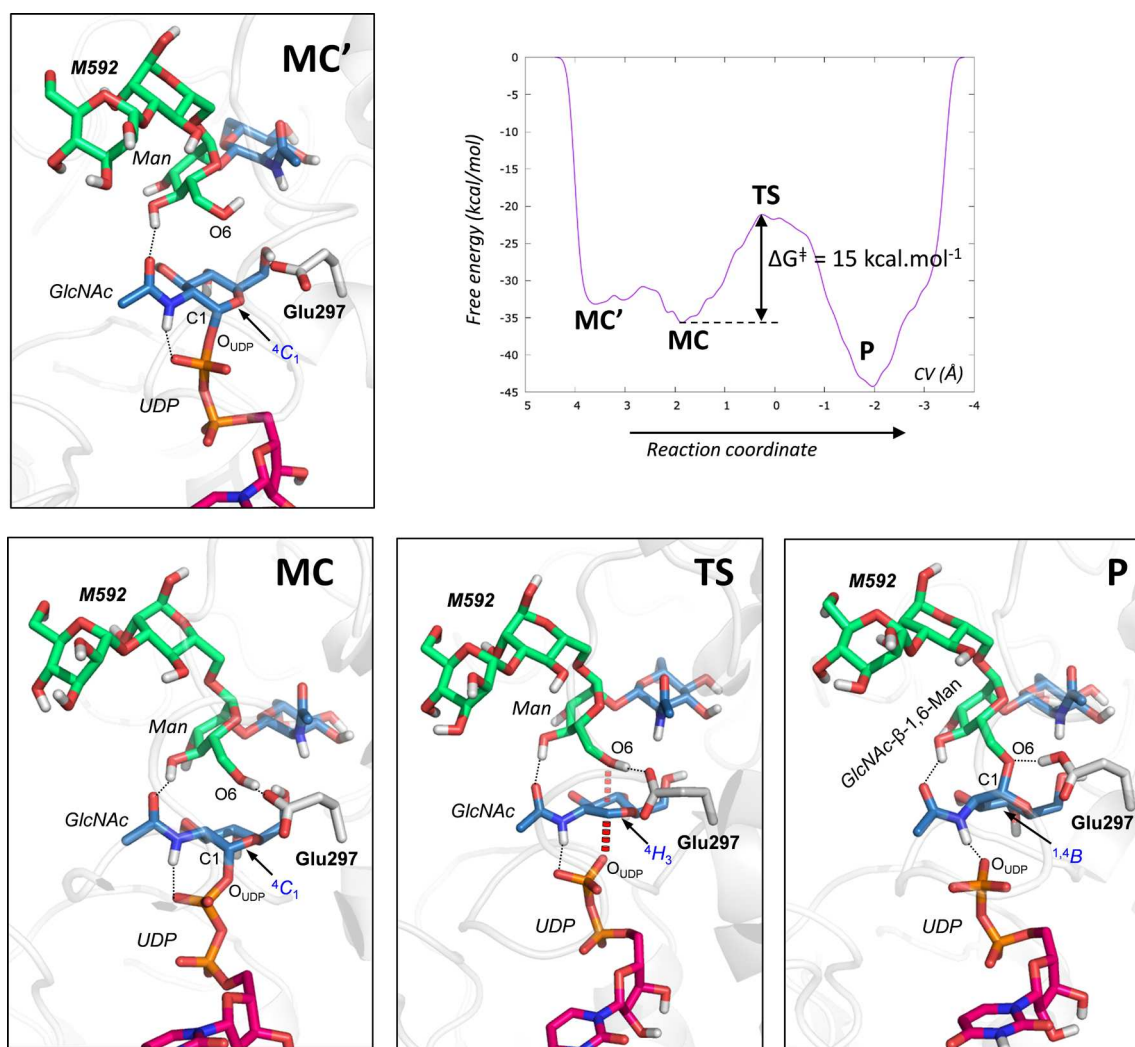 MC’
M592
Man
O6
GlcNAc
Glu297
C1
O_UDP
⁴C₁
UDP
Free energy (kcal/mol)
0
-5
-10
-15
-20
-25
-30
-35
-40
-45
TS
ΔG‡ = 15 kcal.mol⁻¹
MC’
MC
P
CV (Å)
5 4 3 2 1 0 -1 -2 -3 -4
Reaction coordinate
MC
M592
Man
O6
GlcNAc
Glu297
C1
O_UDP
⁴C₁
UDP
TS
M592
Man
O6
GlcNAc
Glu297
⁴H₃
O_UDP
UDP
P
M592
GlcNAc-β-1,6-Man
O6
C1
GlcNAc
Glu297
¹,⁴B
O_UDP
UDP